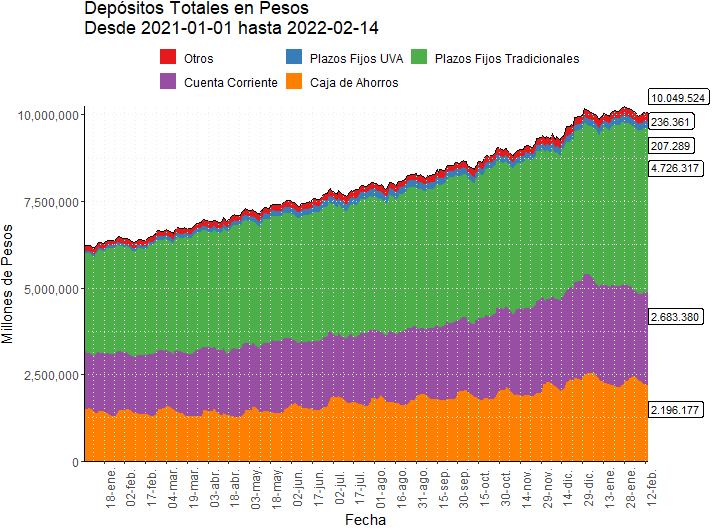 Depósitos Totales en Pesos
Desde 2021-01-01 hasta 2022-02-14
Otros
Plazos Fijos UVA
Plazos Fijos Tradicionales
Cuenta Corriente
Caja de Ahorros
Millones de Pesos
10,000,000
7,500,000
5,000,000
2,500,000
0
10.049.524
236.361
207.289
4.726.317
2.683.380
2.196.177
18-ene.
02-feb.
17-feb.
04-mar.
19-mar.
03-abr.
18-abr.
03-may.
18-may.
02-jun.
17-jun.
02-jul.
17-jul.
01-ago.
16-ago.
31-ago.
15-sep.
30-sep.
15-oct.
30-oct.
14-nov.
29-nov.
14-dic.
29-dic.
13-ene.
28-ene.
12-feb.
Fecha